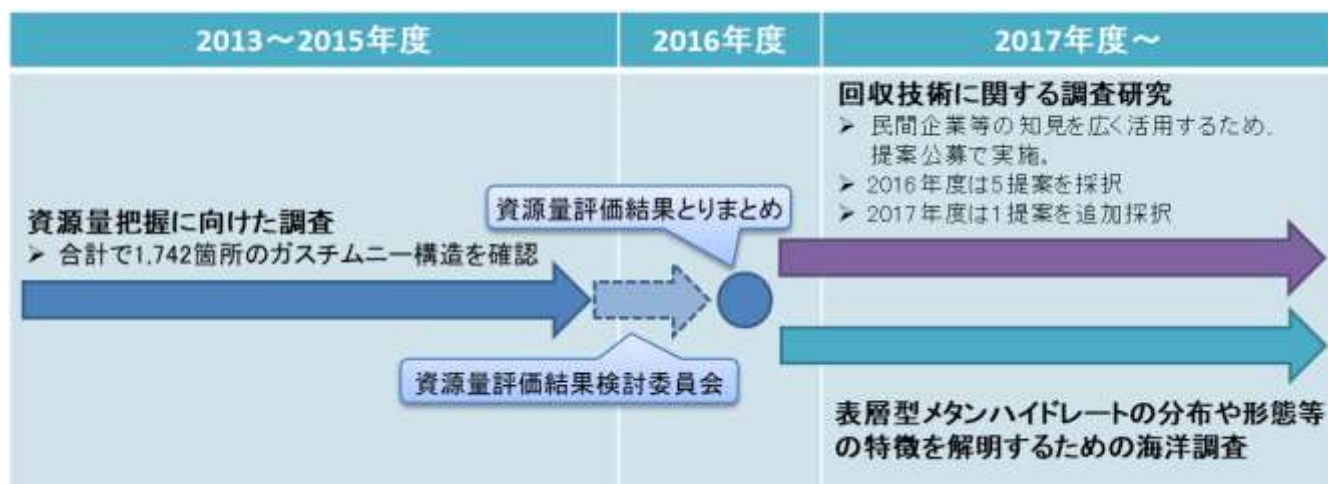 2013～2015年度
2016年度
2017年度～
資源量把握に向けた調査
➢ 合計で1,742箇所のガスチムニー構造を確認
資源量評価結果とりまとめ
資源量評価結果検討委員会
回収技術に関する調査研究
➢ 民間企業等の知見を広く活用するため、
提案公募で実施。
➢ 2016年度は5提案を採択
➢ 2017年度は1提案を追加採択
表層型メタンハイドレートの分布や形態等
の特徴を解明するための海洋調査